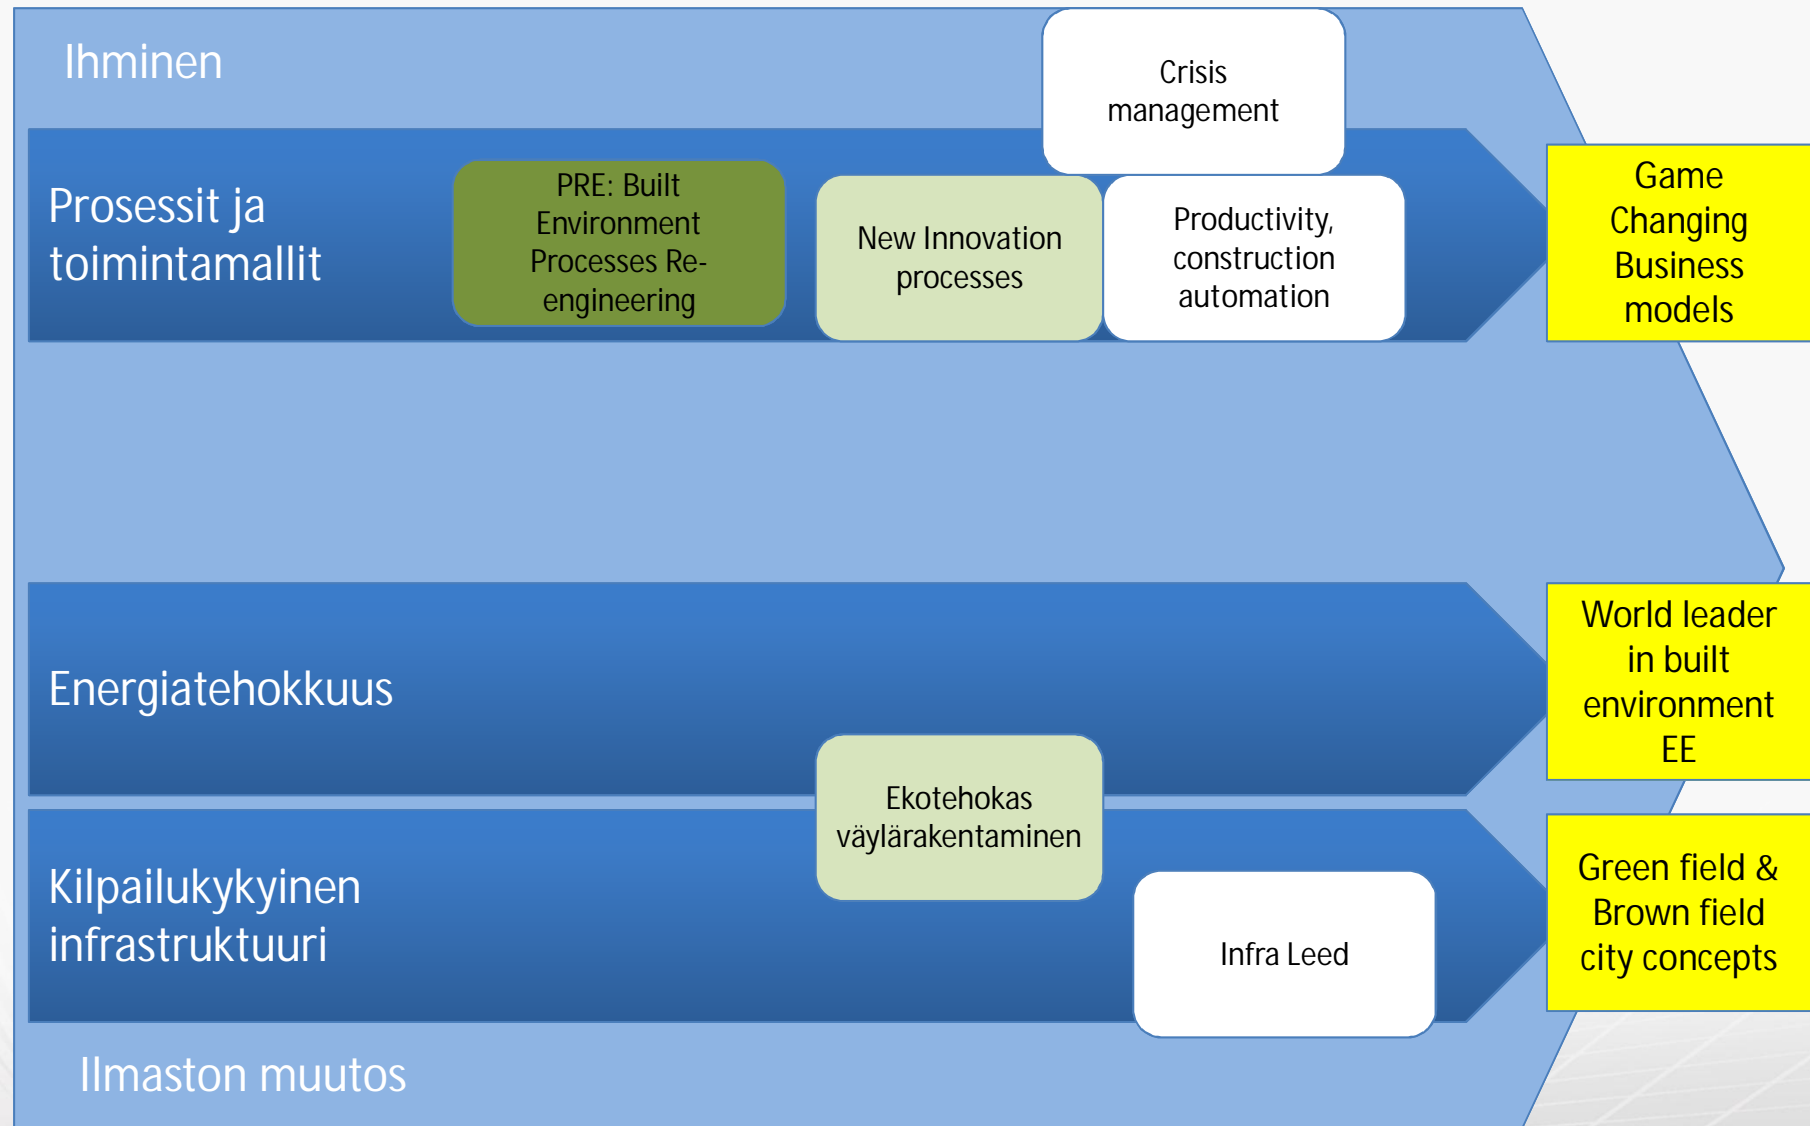 Ihminen
Crisis
management
Prosessit ja
toimintamallit
PRE: Built
Environment
Processes Re-
engineering
New Innovation
processes
Productivity,
construction
automation
Game
Changing
Business
models
Energiatehokkuus
World leader
in built
environment
EE
Ekotehokas
väylärakentaminen
Kilpailukykyinen
infrastruktuuri
Infra Leed
Green field &
Brown field
city concepts
Ilmaston muutos